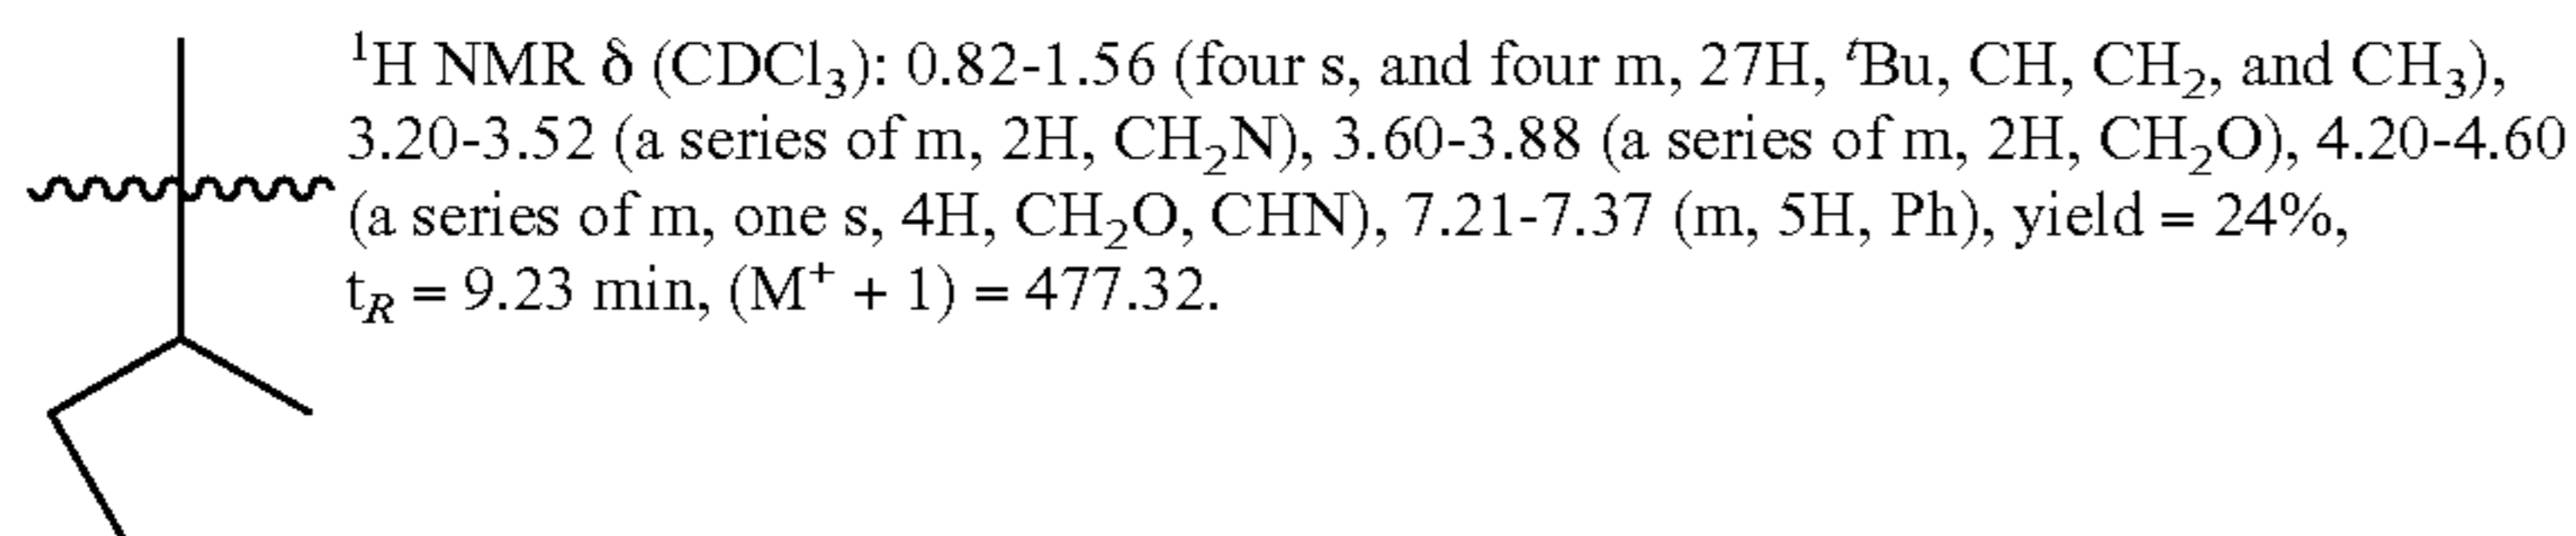 ¹H NMR δ (CDCl₃): 0.82-1.56 (four s, and four m, 27H, ᵗBu, CH, CH₂, and CH₃),
3.20-3.52 (a series of m, 2H, CH₂N), 3.60-3.88 (a series of m, 2H, CH₂O), 4.20-4.60
(a series of m, one s, 4H, CH₂O, CHN), 7.21-7.37 (m, 5H, Ph), yield = 24%,
t_R = 9.23 min, (M⁺ + 1) = 477.32.